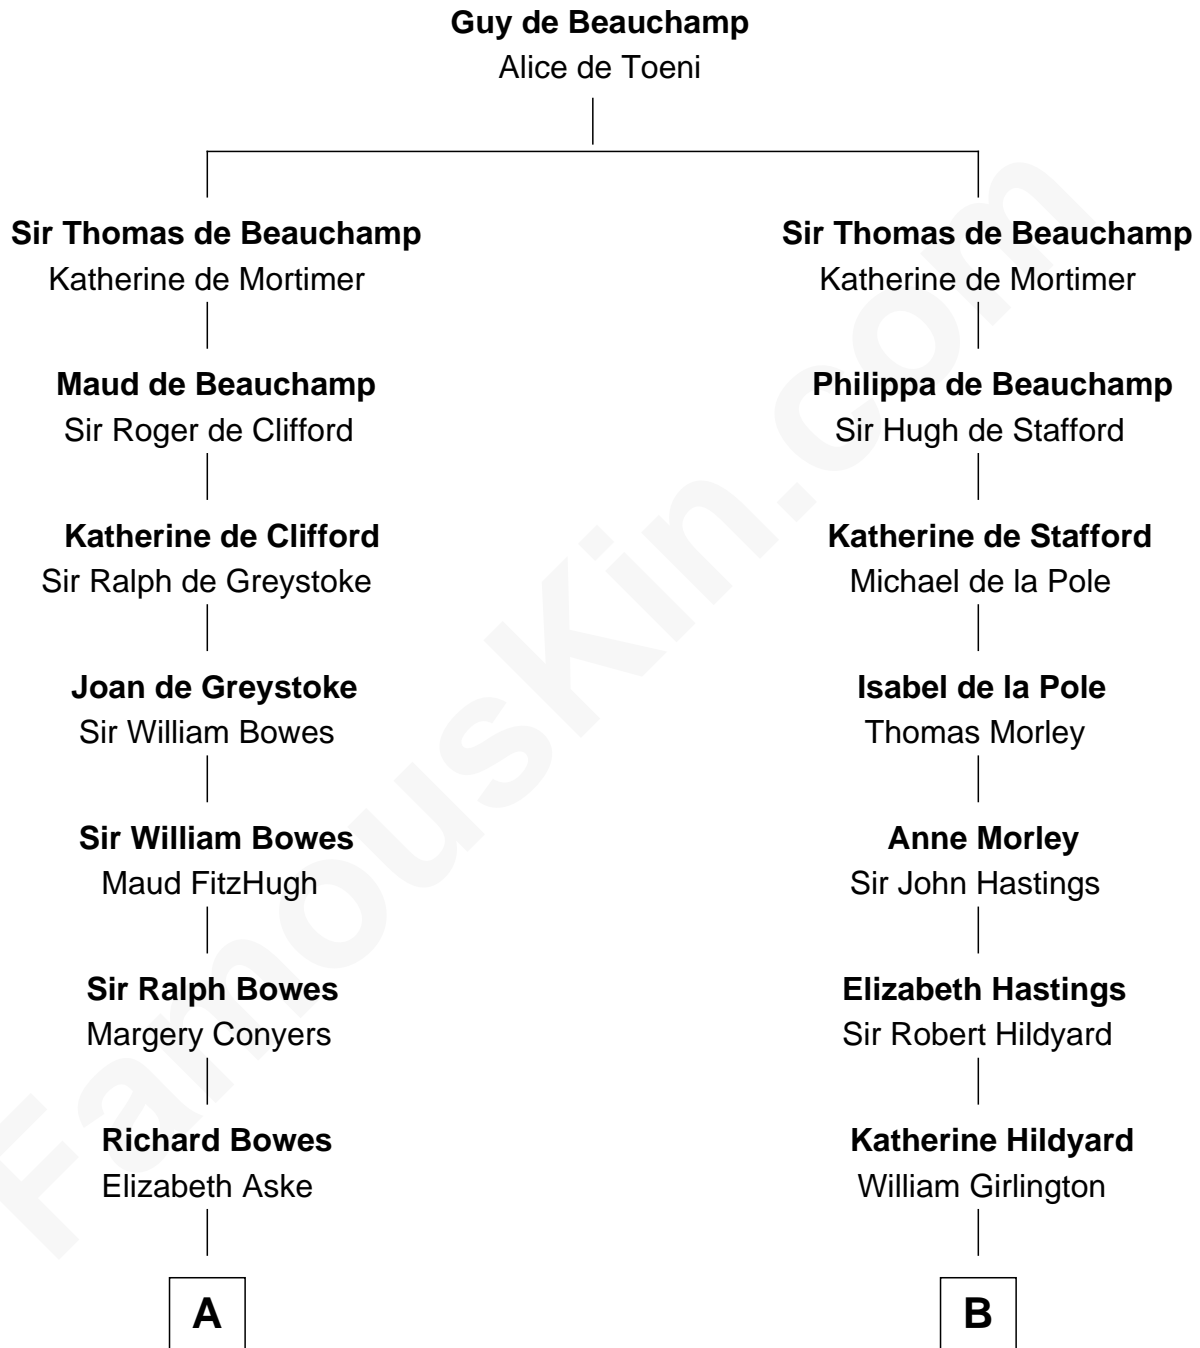 Guy de Beauchamp
Alice de Toeni
Sir Thomas de Beauchamp
Katherine de Mortimer
Sir Thomas de Beauchamp
Katherine de Mortimer
Maud de Beauchamp
Sir Roger de Clifford
Philippa de Beauchamp
Sir Hugh de Stafford
Katherine de Clifford
Sir Ralph de Greystoke
Katherine de Stafford
Michael de la Pole
Joan de Greystoke
Sir William Bowes
Isabel de la Pole
Thomas Morley
Sir William Bowes
Maud FitzHugh
Anne Morley
Sir John Hastings
Sir Ralph Bowes
Margery Conyers
Elizabeth Hastings
Sir Robert Hildyard
Richard Bowes
Elizabeth Aske
Katherine Hildyard
William Girlington
A
B
FamousKin.com